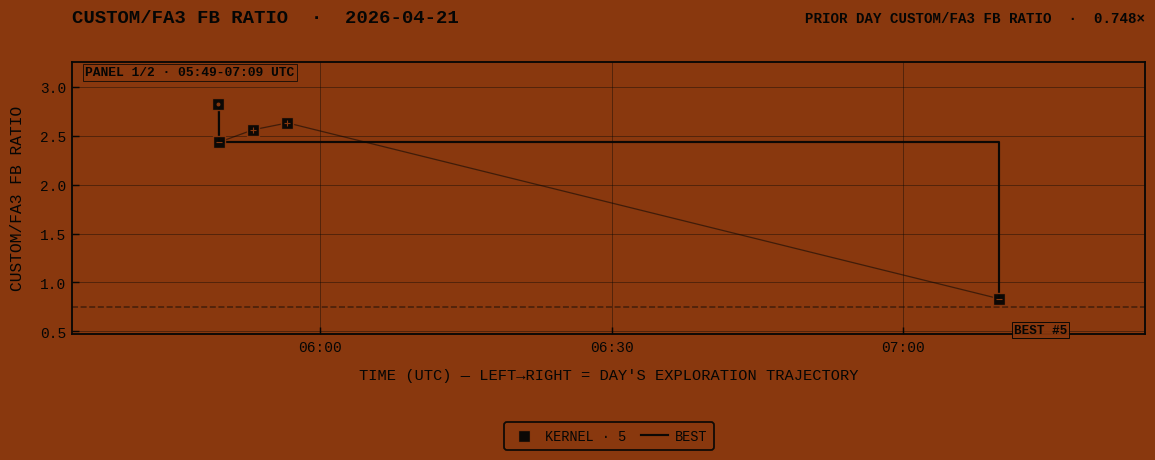 CUSTOM/FA3 FB RATIO · 2026-04-21
PRIOR DAY CUSTOM/FA3 FB RATIO · 0.748×
PANEL 1/2 · 05:49-07:09 UTC
CUSTOM/FA3 FB RATIO
3.0
2.5
2.0
1.5
1.0
0.5
BEST #5
06:00
06:30
07:00
TIME (UTC) — LEFT→RIGHT = DAY'S EXPLORATION TRAJECTORY
KERNEL · 5
BEST